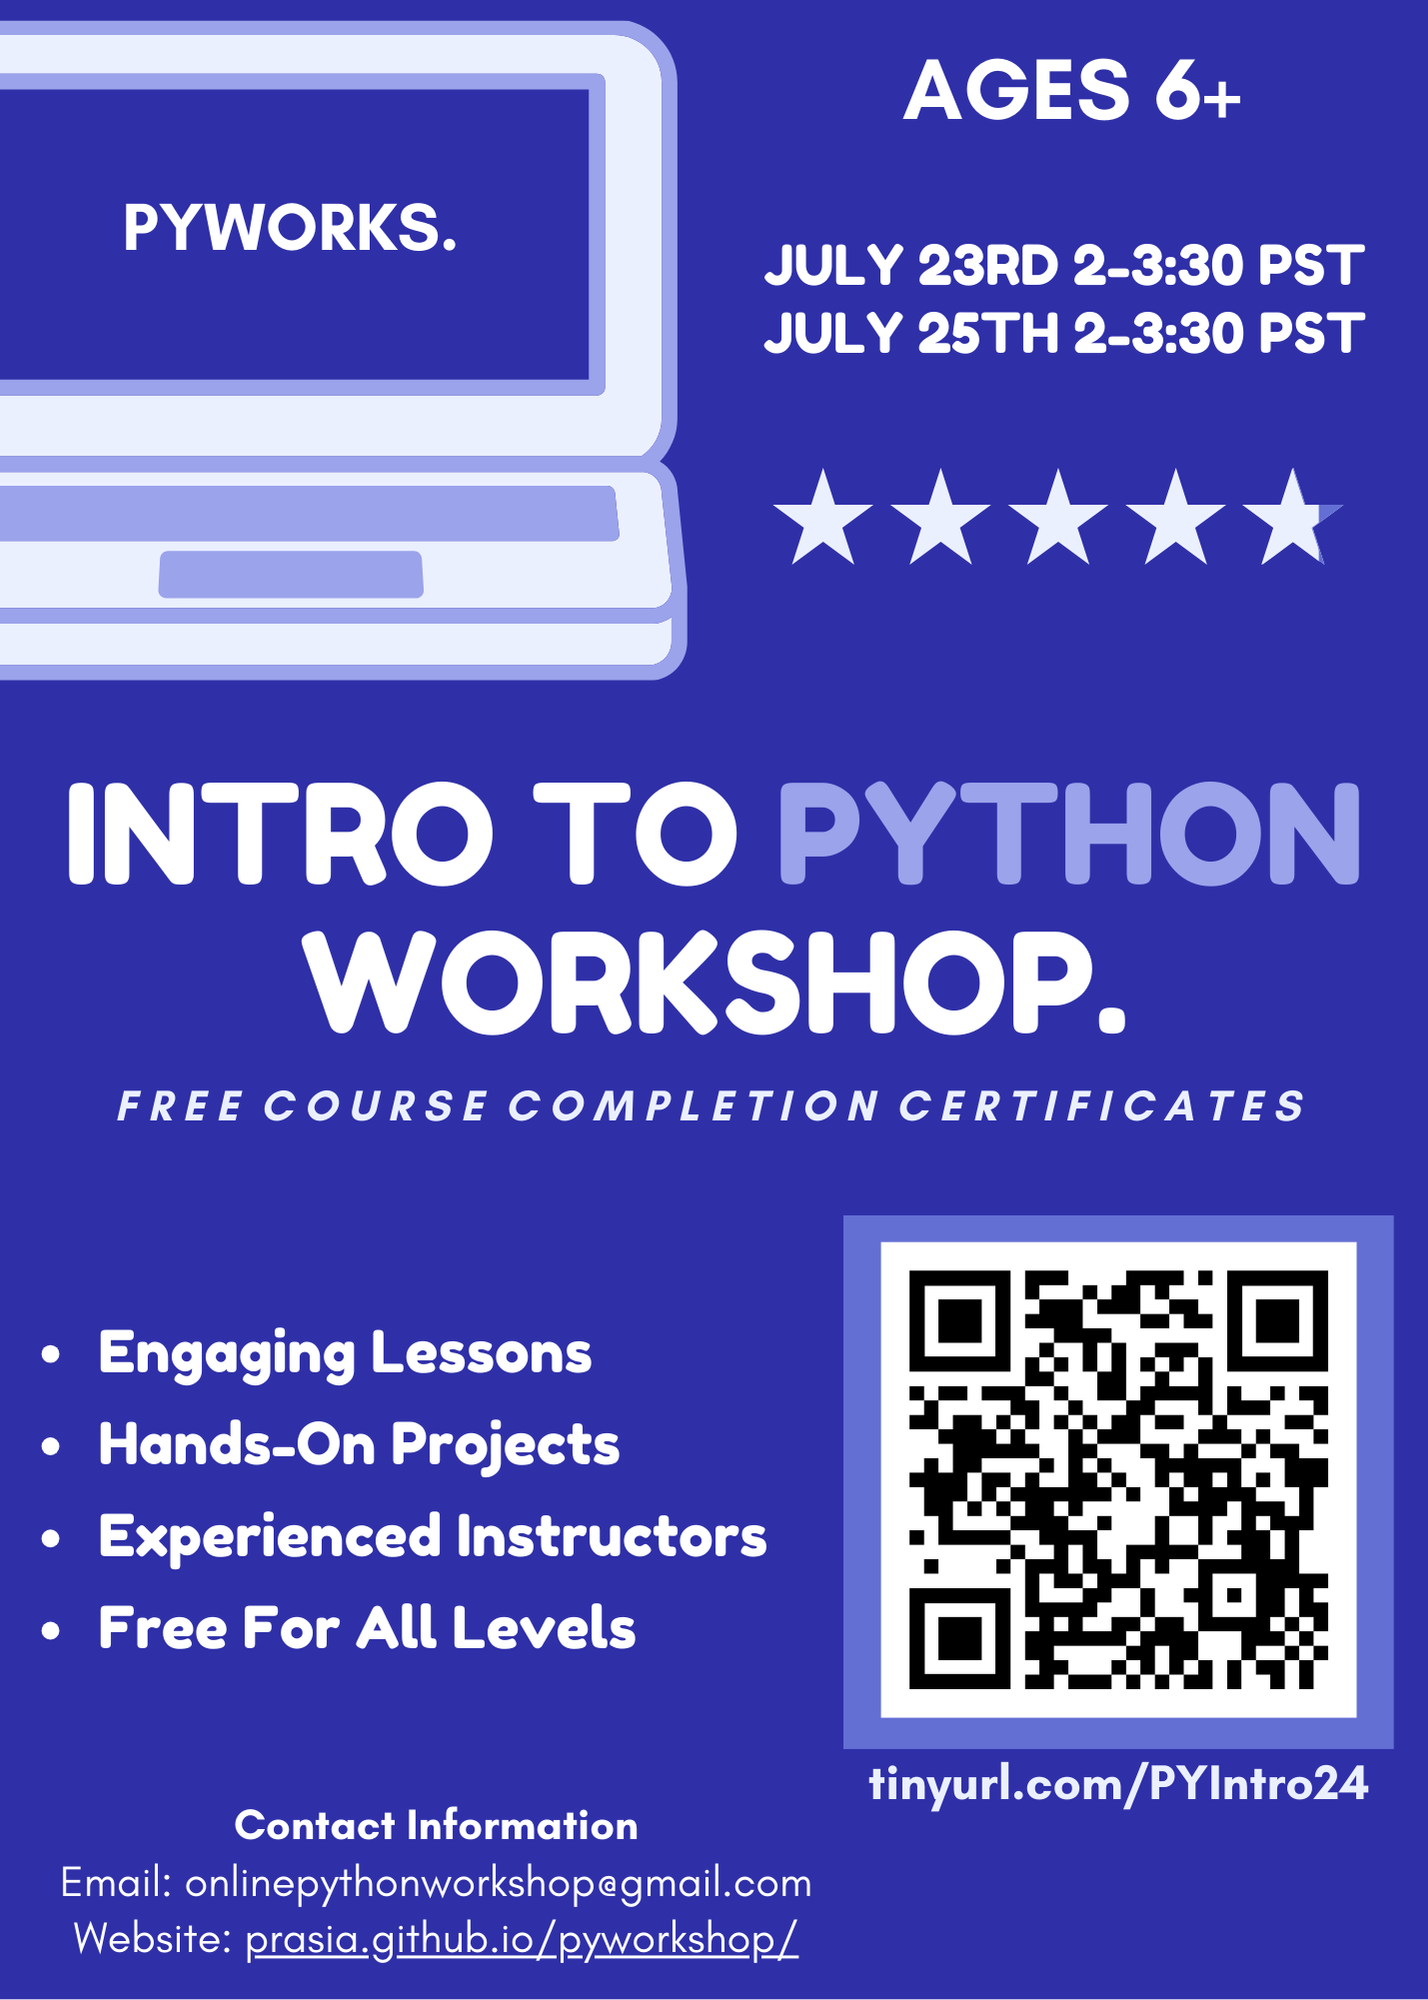 AGES 6+
PYWORKS.
JULY 23RD 2-3:30 PST
JULY 25TH 2-3:30 PST
INTRO TO PYTHON
WORKSHOP.
FREE COURSE COMPLETION CERTIFICATES
• Engaging Lessons
• Hands-On Projects
• Experienced Instructors
• Free For All Levels
tinyurl.com/PYIntro24
Contact Information
Email: onlinepythonworkshop@gmail.com
Website: prasia.github.io/pyworkshop/